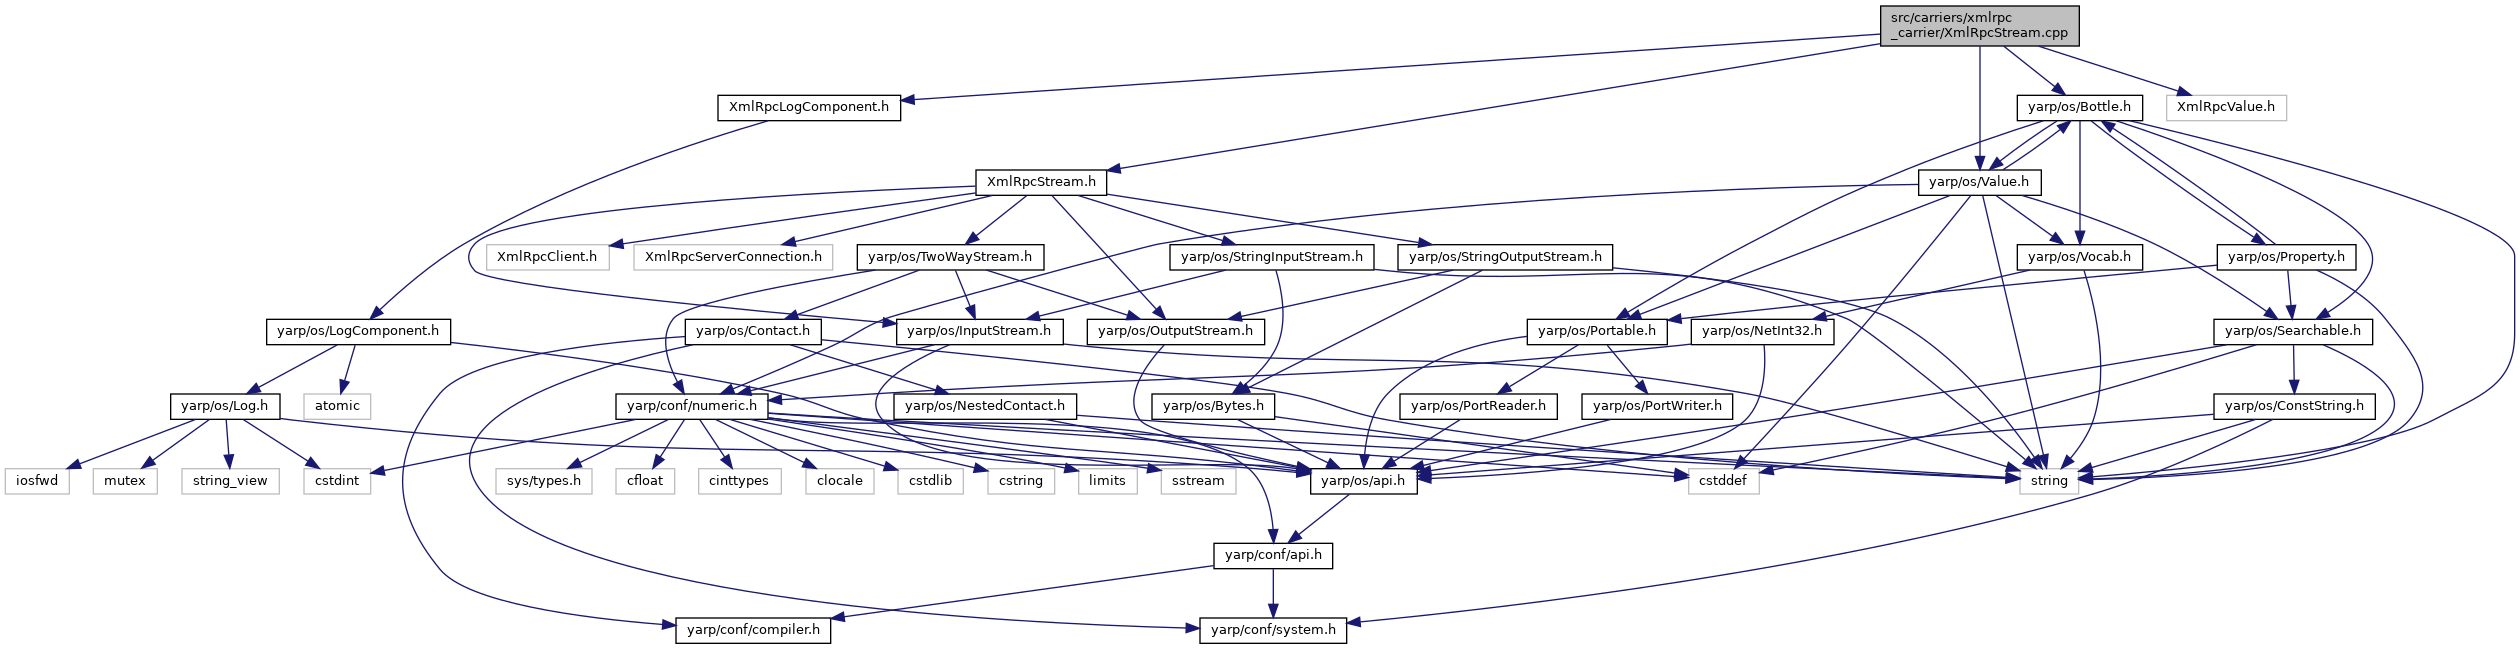 src/carriers/xmlrpc
_carrier/XmlRpcStream.cpp
XmlRpcLogComponent.h
yarp/os/Bottle.h
XmlRpcValue.h
XmlRpcStream.h
yarp/os/Value.h
XmlRpcClient.h
XmlRpcServerConnection.h
yarp/os/TwoWayStream.h
yarp/os/StringInputStream.h
yarp/os/StringOutputStream.h
yarp/os/Vocab.h
yarp/os/Property.h
yarp/os/LogComponent.h
yarp/os/Contact.h
yarp/os/InputStream.h
yarp/os/OutputStream.h
yarp/os/Portable.h
yarp/os/NetInt32.h
yarp/os/Searchable.h
yarp/os/Log.h
atomic
yarp/conf/numeric.h
yarp/os/NestedContact.h
yarp/os/Bytes.h
yarp/os/PortReader.h
yarp/os/PortWriter.h
yarp/os/ConstString.h
iosfwd
mutex
string_view
cstdint
sys/types.h
cfloat
cinttypes
clocale
cstdlib
cstring
limits
sstream
yarp/os/api.h
cstddef
string
yarp/conf/api.h
yarp/conf/compiler.h
yarp/conf/system.h